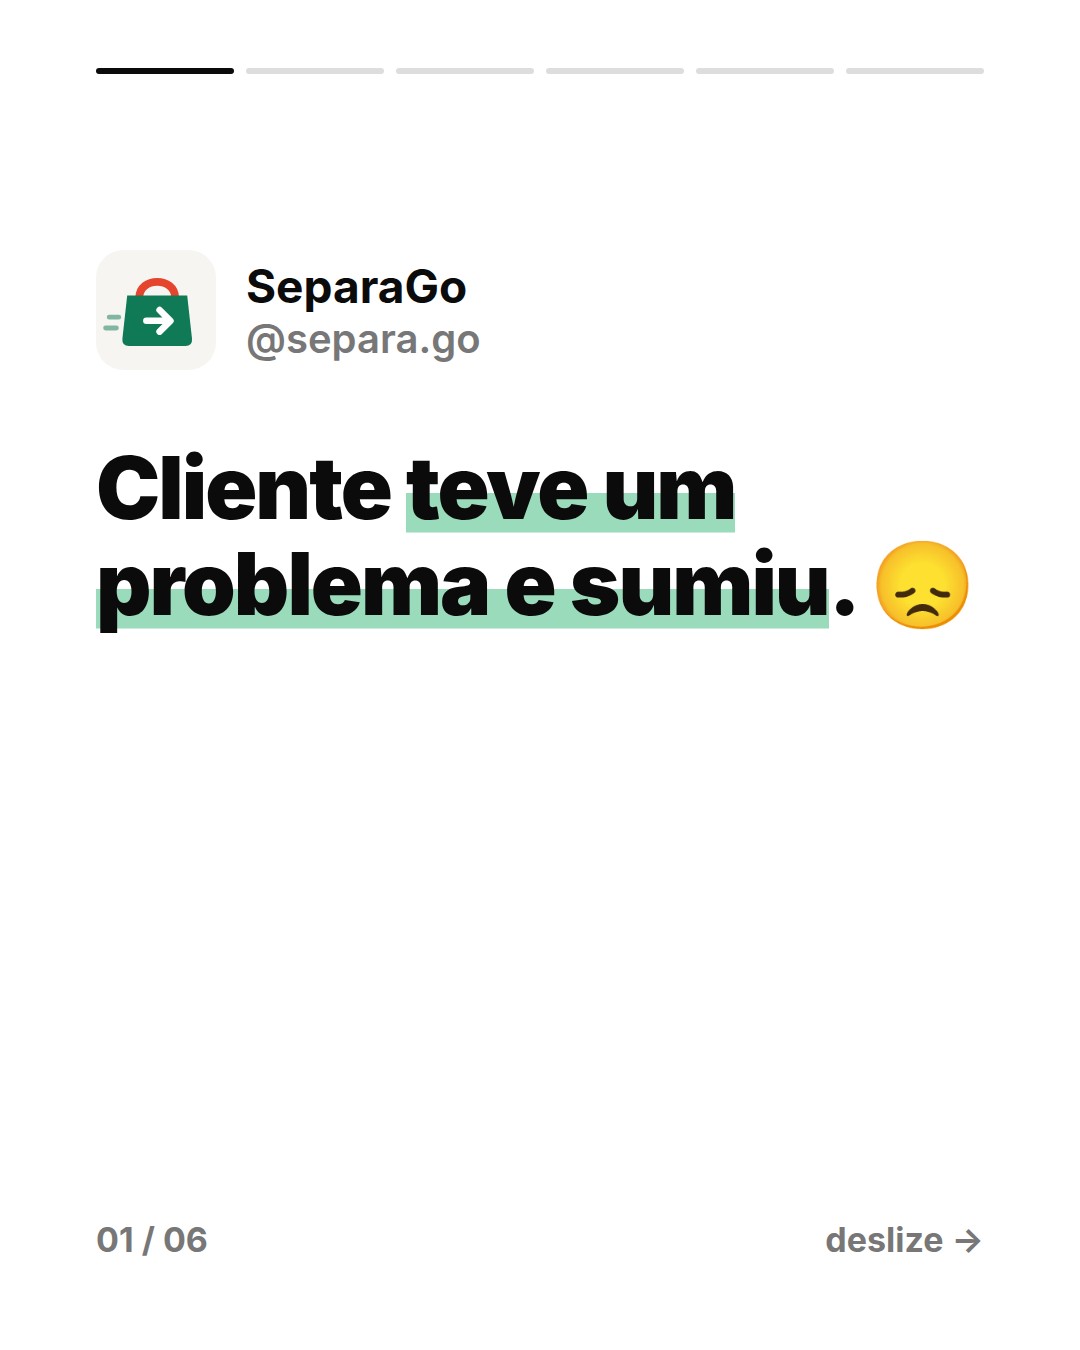 SeparaGo
@separa.go
Cliente teve um
problema e sumiu. 😞
01 / 06
deslize →